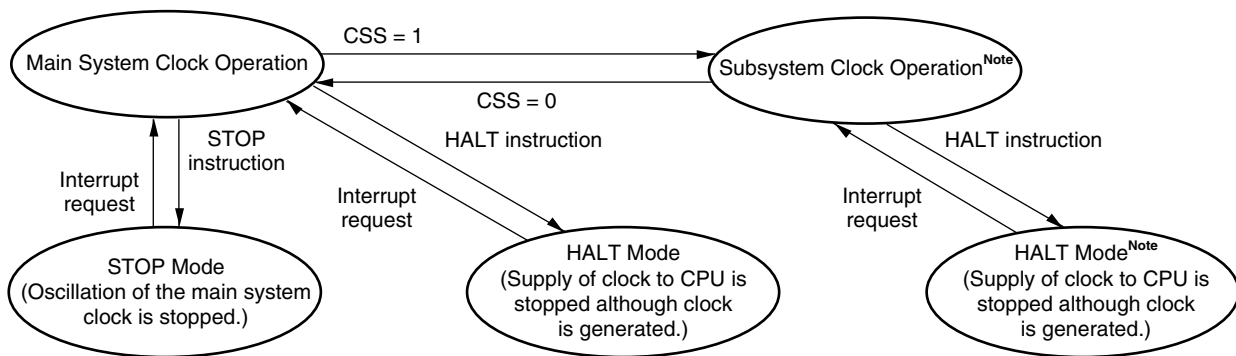 CSS = 1
Main System Clock Operation
Subsystem Clock Operation^Note
CSS = 0
STOP
instruction
HALT instruction
HALT instruction
Interrupt
request
Interrupt
request
Interrupt
request
STOP Mode
(Oscillation of the main system
clock is stopped.)
HALT Mode
(Supply of clock to CPU is
stopped although clock
is generated.)
HALT Mode^Note
(Supply of clock to CPU is
stopped although clock
is generated.)